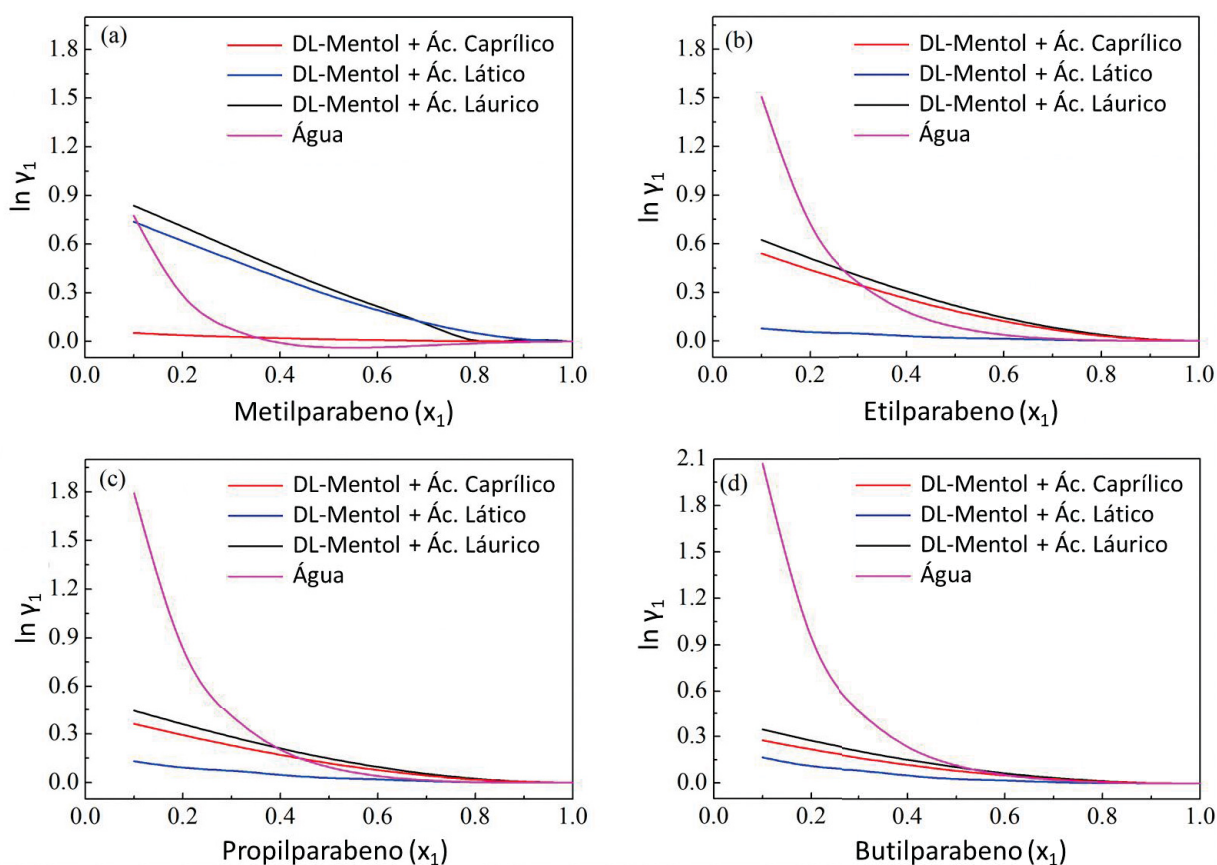 (a)
DL-Mentol + Ác. Caprílico
DL-Mentol + Ác. Lático
DL-Mentol + Ác. Láurico
Água
1.8
1.5
1.2
0.9
0.6
0.3
0.0
ln γ₁
0.0 0.2 0.4 0.6 0.8 1.0
Metilparabeno (x₁)
(b)
DL-Mentol + Ác. Caprílico
DL-Mentol + Ác. Lático
DL-Mentol + Ác. Láurico
Água
1.8
1.5
1.2
0.9
0.6
0.3
0.0
ln γ₁
0.0 0.2 0.4 0.6 0.8 1.0
Etilparabeno (x₁)
(c)
DL-Mentol + Ác. Caprílico
DL-Mentol + Ác. Lático
DL-Mentol + Ác. Láurico
Água
1.8
1.5
1.2
0.9
0.6
0.3
0.0
ln γ₁
0.0 0.2 0.4 0.6 0.8 1.0
Propilparabeno (x₁)
(d)
DL-Mentol + Ác. Caprílico
DL-Mentol + Ác. Lático
DL-Mentol + Ác. Láurico
Água
2.1
1.8
1.5
1.2
0.9
0.6
0.3
0.0
ln γ₁
0.0 0.2 0.4 0.6 0.8 1.0
Butilparabeno (x₁)